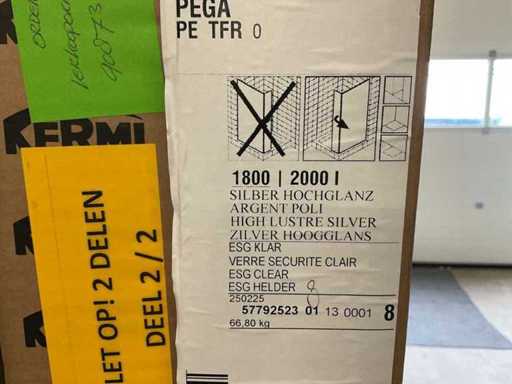 PEGA
PE TFR 0
1800 | 2000 I
SILBER HOCHGLANZ
ARGENT POLI
HIGH LUSTRE SILVER
ZILVER HOOGGLANS
ESG KLAR
VERRE SECURITE CLAIR
ESG CLEAR
ESG HELDER 8
250225
57792523 01 13 0001 8
66,80 kg
KERMI
LET OP! 2 DELEN
DEEL 2 / 2